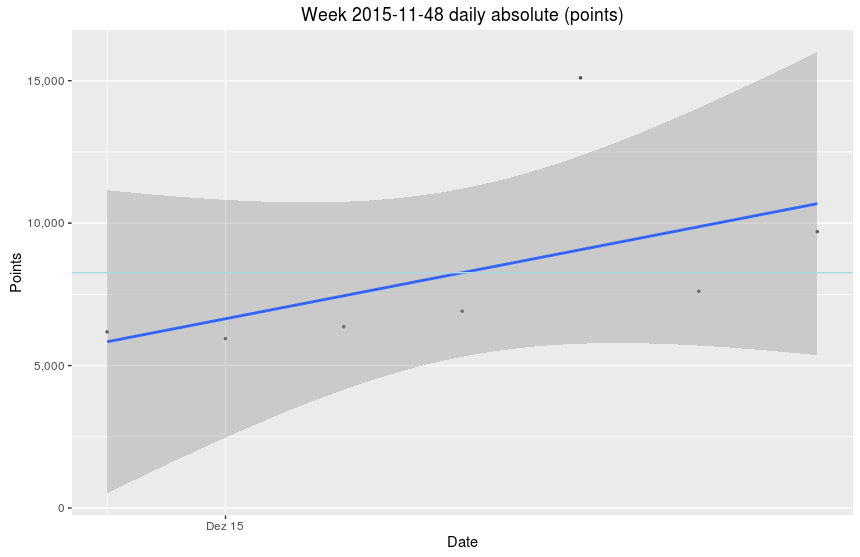 Week 2015-11-48 daily absolute (points)
Points
15,000
10,000
5,000
0
Dez 15
Date